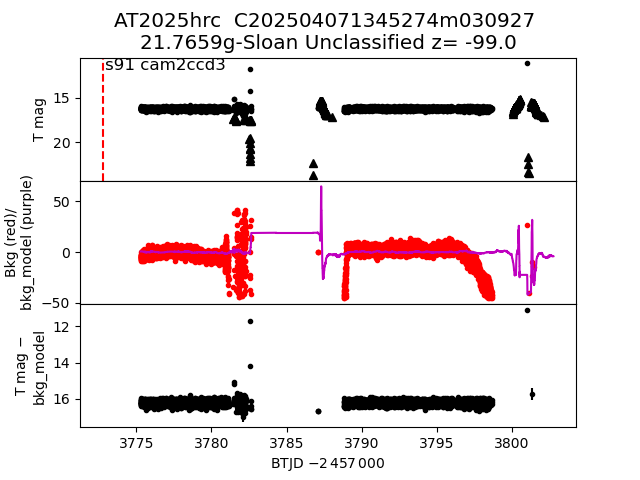 AT2025hrc  C202504071345274m030927
21.7659g-Sloan Unclassified z= -99.0
s91 cam2ccd3
T mag
15
20
Bkg (red)/
bkg_model (purple)
50
0
−50
T mag −
bkg_model
12
14
16
3775
3780
3785
3790
3795
3800
BTJD −2 457 000